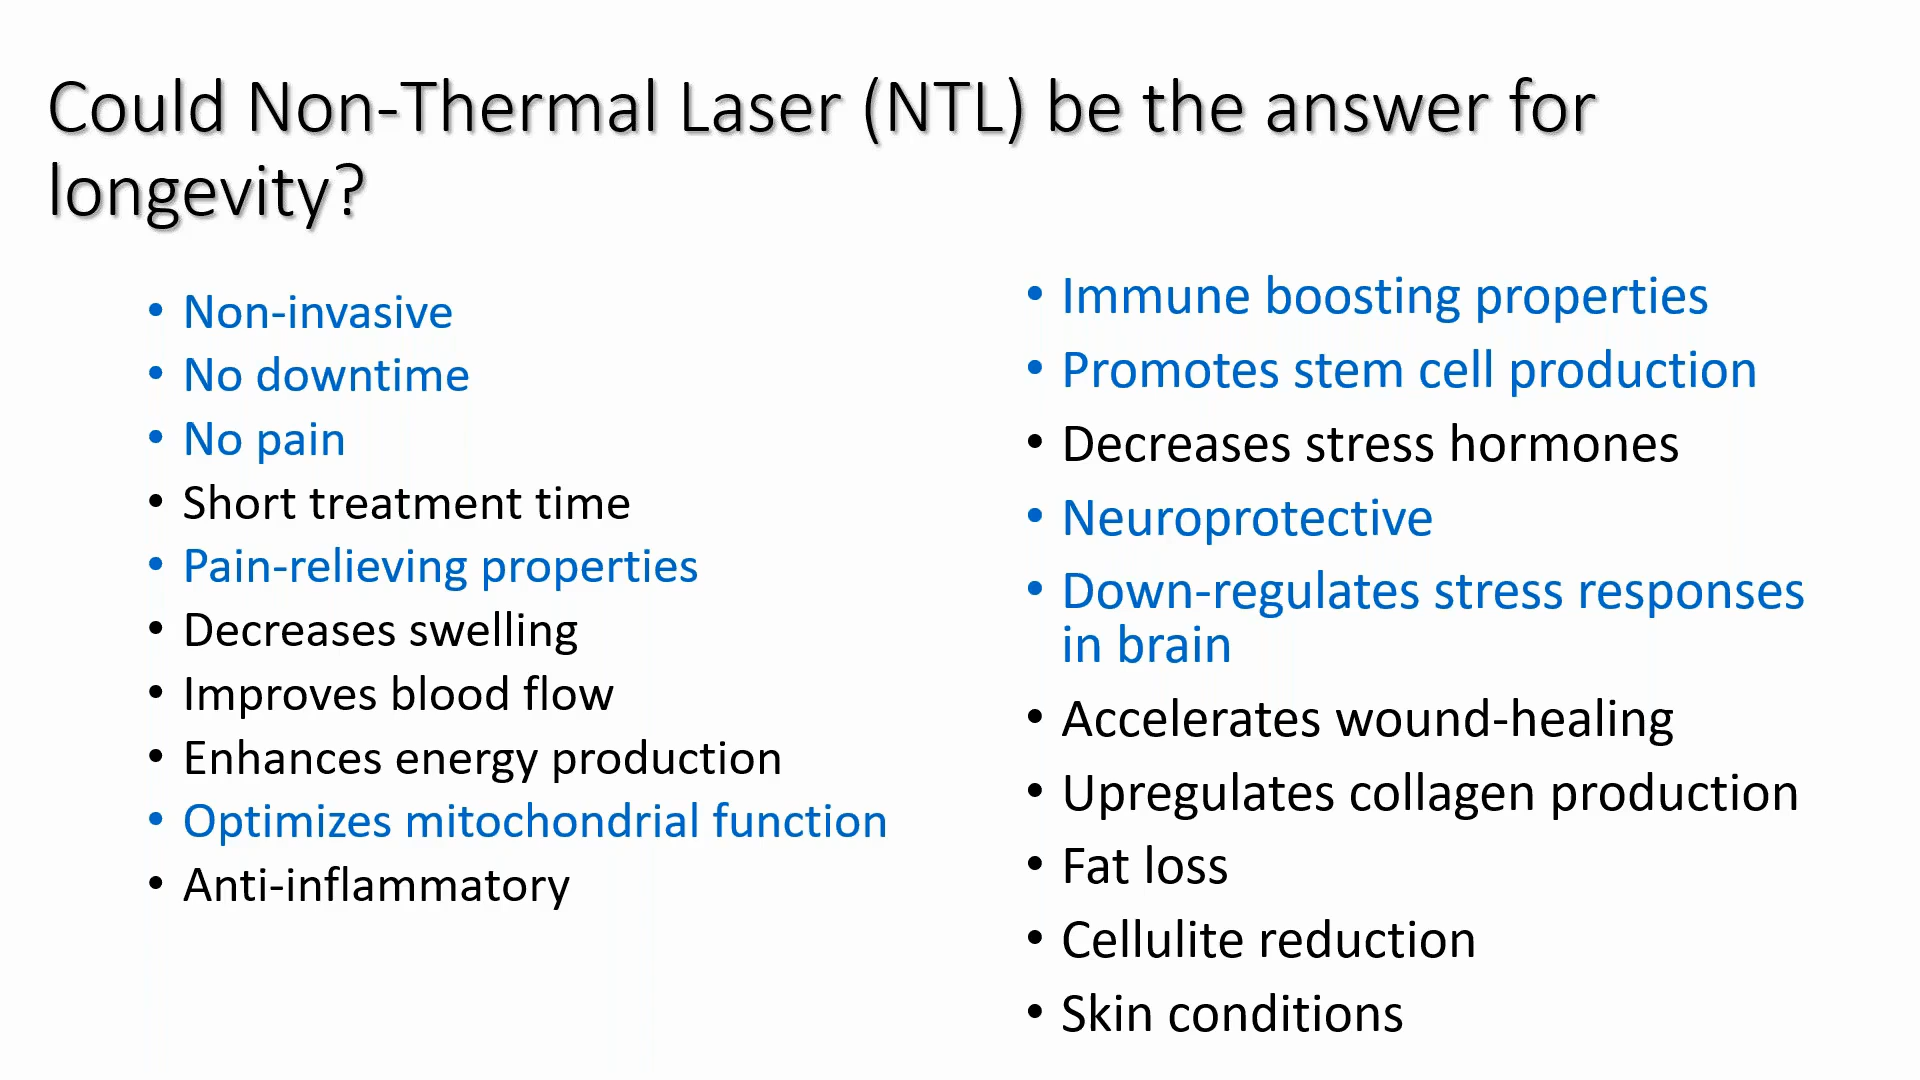 Could Non-Thermal Laser (NTL) be the answer for
longevity?
• Non-invasive
• No downtime
• No pain
• Short treatment time
• Pain-relieving properties
• Decreases swelling
• Improves blood flow
• Enhances energy production
• Optimizes mitochondrial function
• Anti-inflammatory
• Immune boosting properties
• Promotes stem cell production
• Decreases stress hormones
• Neuroprotective
• Down-regulates stress responses
in brain
• Accelerates wound-healing
• Upregulates collagen production
• Fat loss
• Cellulite reduction
• Skin conditions